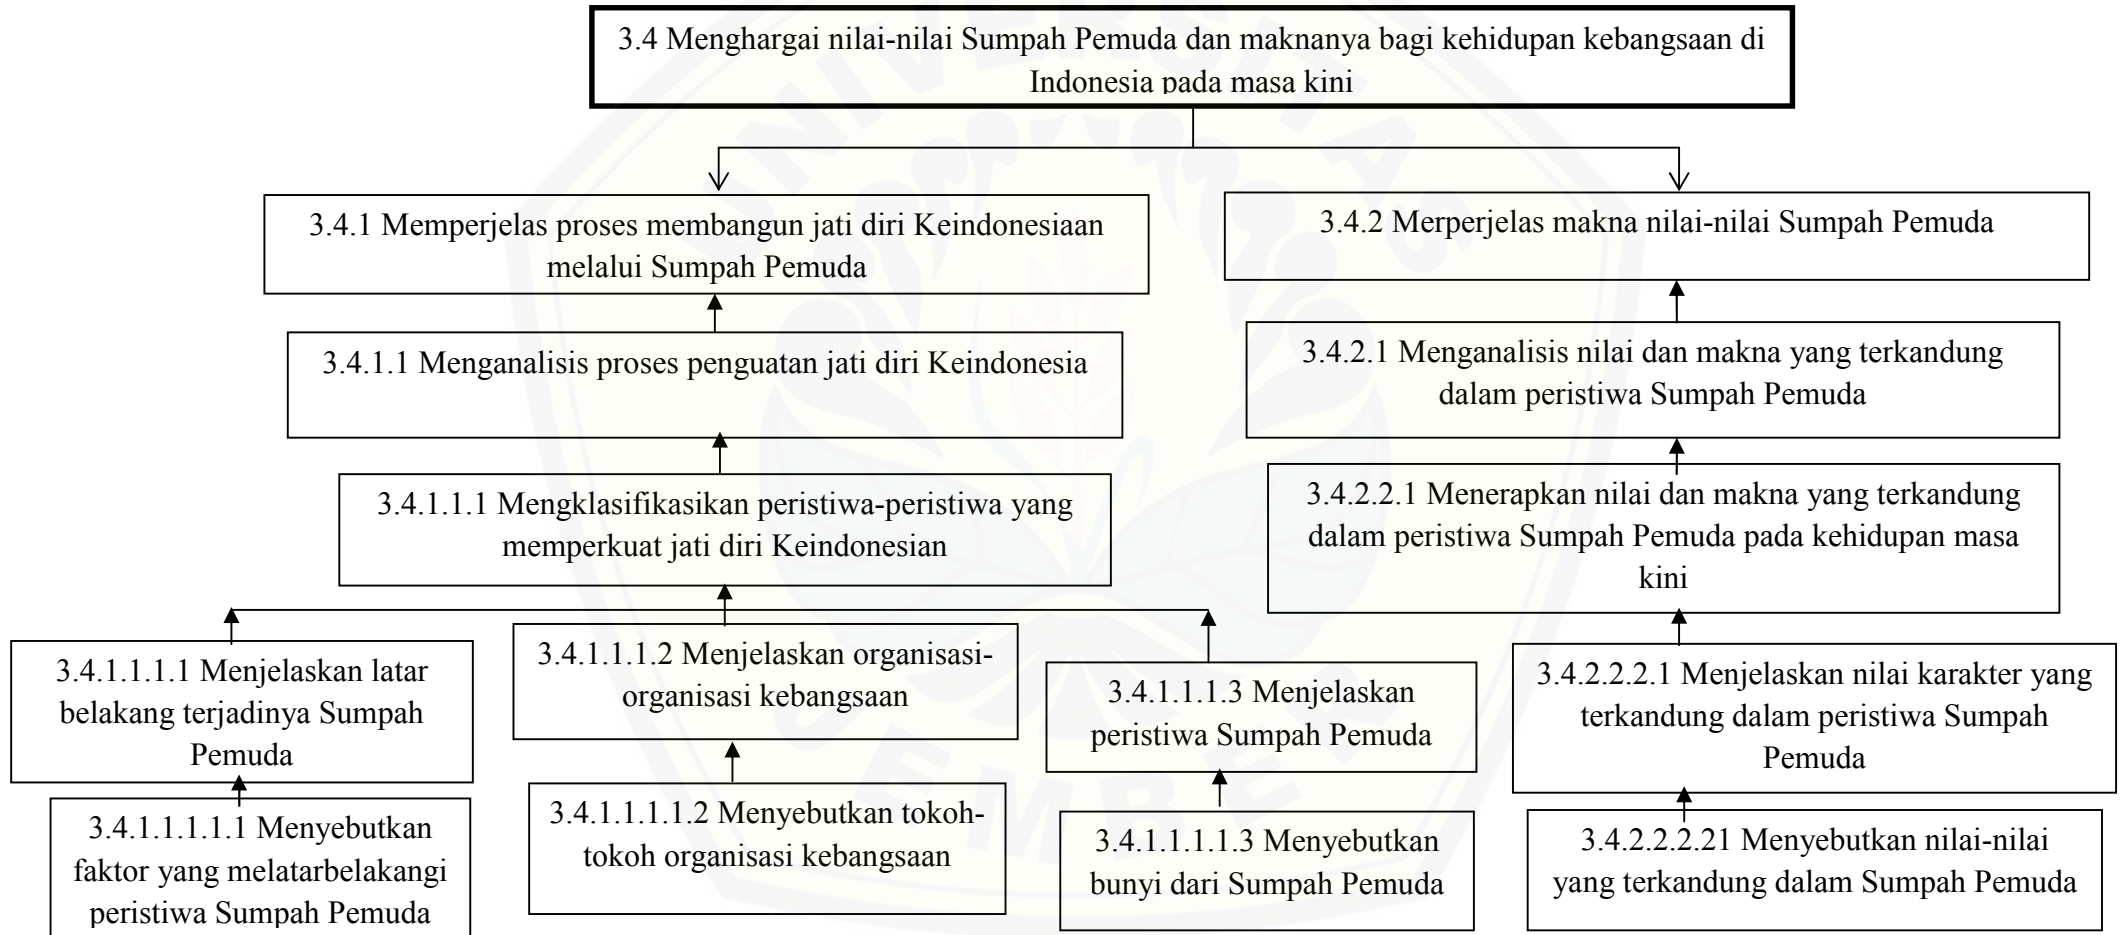 3.4 Menghargai nilai-nilai Sumpah Pemuda dan maknanya bagi kehidupan kebangsaan di
Indonesia pada masa kini
3.4.1 Memperjelas proses membangun jati diri Keindonesiaan
melalui Sumpah Pemuda
3.4.2 Merperjelas makna nilai-nilai Sumpah Pemuda
3.4.1.1 Menganalisis proses penguatan jati diri Keindonesia
3.4.2.1 Menganalisis nilai dan makna yang terkandung
dalam peristiwa Sumpah Pemuda
3.4.1.1.1 Mengklasifikasikan peristiwa-peristiwa yang
memperkuat jati diri Keindonesian
3.4.2.2.1 Menerapkan nilai dan makna yang terkandung
dalam peristiwa Sumpah Pemuda pada kehidupan masa
kini
3.4.1.1.1.1 Menjelaskan latar
belakang terjadinya Sumpah
Pemuda
3.4.1.1.1.2 Menjelaskan organisasi-
organisasi kebangsaan
3.4.1.1.1.3 Menjelaskan
peristiwa Sumpah Pemuda
3.4.2.2.2.1 Menjelaskan nilai karakter yang
terkandung dalam peristiwa Sumpah
Pemuda
3.4.1.1.1.1.1 Menyebutkan
faktor yang melatarbelakangi
peristiwa Sumpah Pemuda
3.4.1.1.1.1.2 Menyebutkan tokoh-
tokoh organisasi kebangsaan
3.4.1.1.1.1.3 Menyebutkan
bunyi dari Sumpah Pemuda
3.4.2.2.2.21 Menyebutkan nilai-nilai
yang terkandung dalam Sumpah Pemuda
UNIVERSITAS
JEMBER